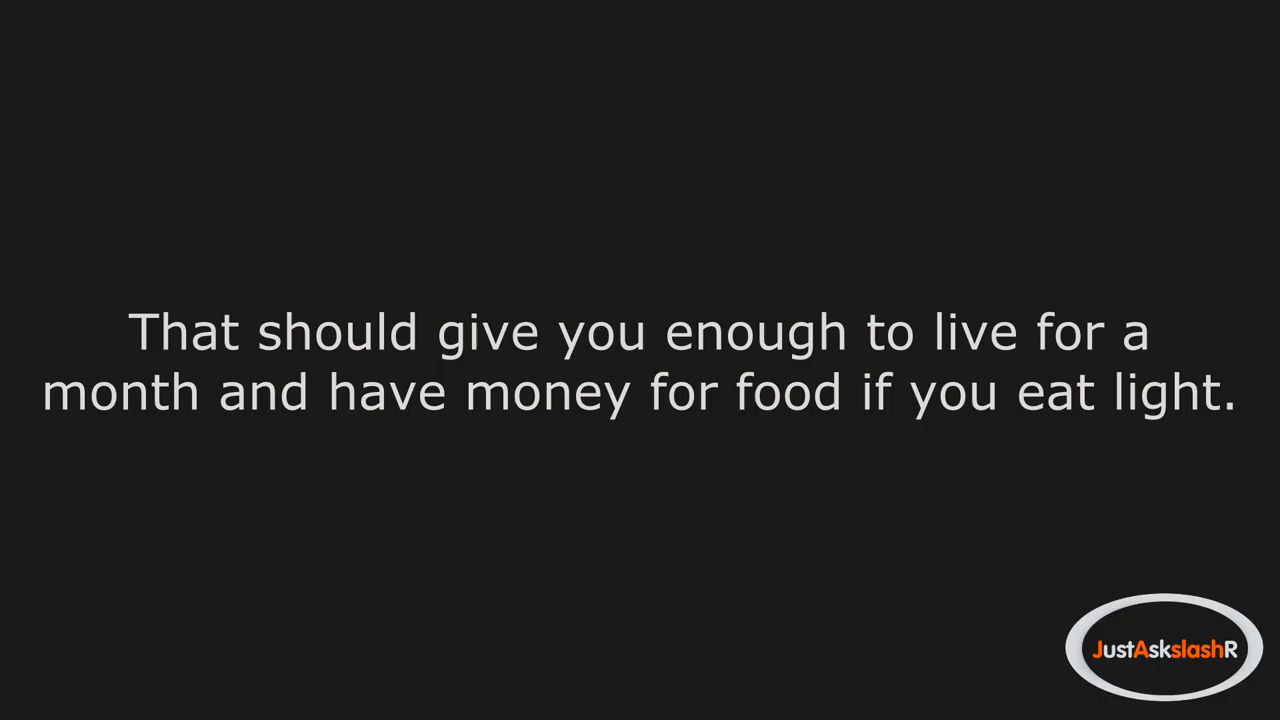 That should give you enough to live for a
month and have money for food if you eat light.
JustAskslashR